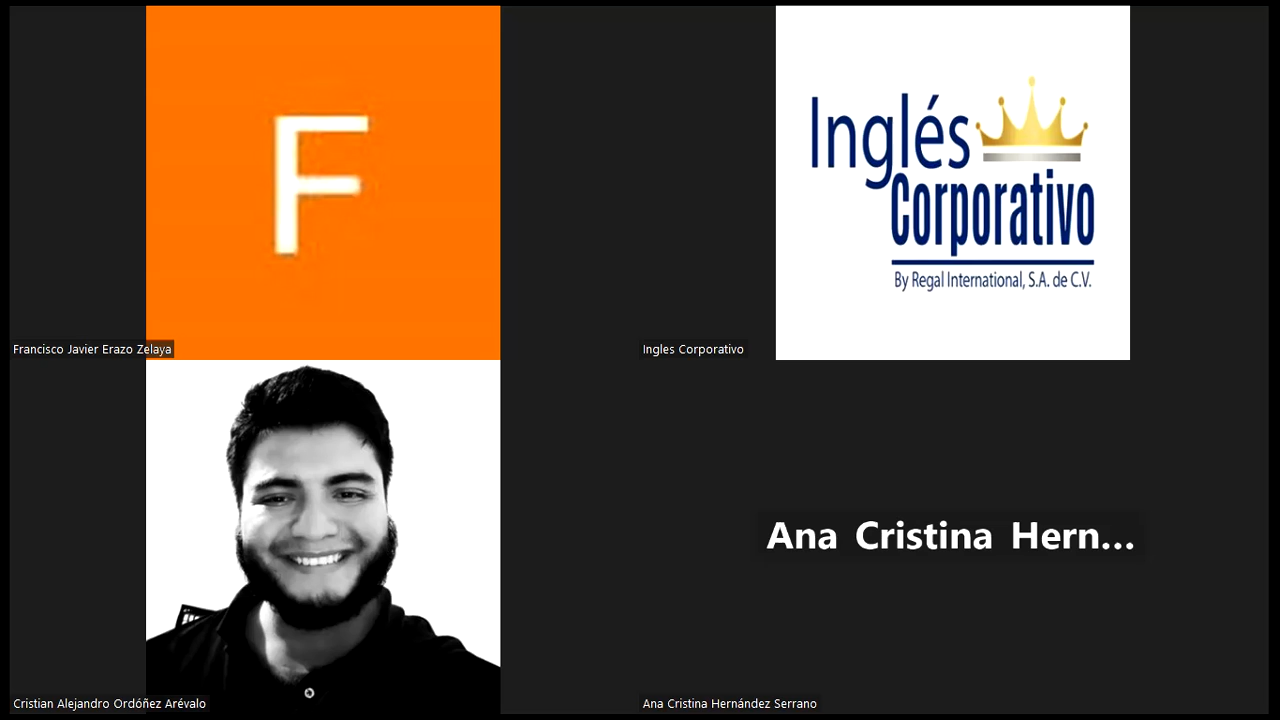 F
Inglés
Corporativo
By Regal International, S.A. de C.V.
Francisco Javier Erazo Zelaya
Ingles Corporativo
Ana Cristina Hern...
Cristian Alejandro Ordóñez Arévalo
Ana Cristina Hernández Serrano